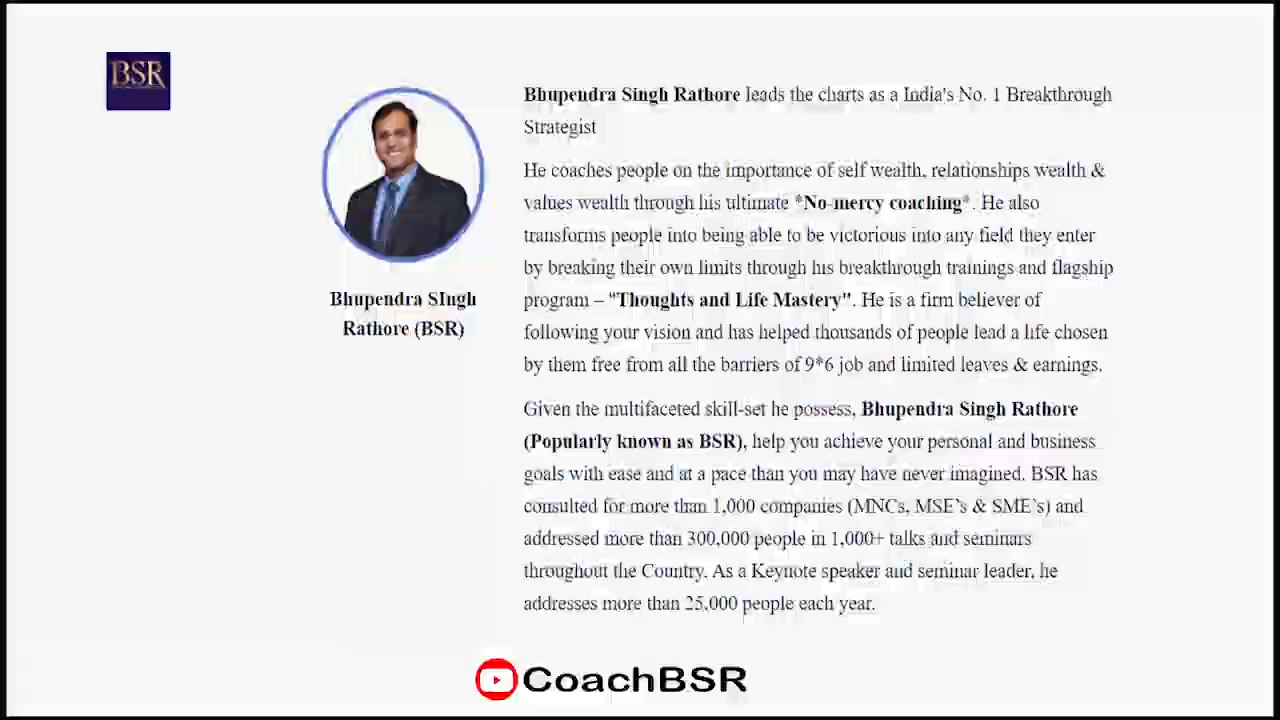 BSR
Bhupendra Singh Rathore leads the charts as a India's No. 1 Breakthrough
Strategist
He coaches people on the importance of self wealth, relationships wealth &
values wealth through his ultimate *No-mercy coaching*. He also
transforms people into being able to be victorious into any field they enter
by breaking their own limits through his breakthrough trainings and flagship
program – "Thoughts and Life Mastery". He is a firm believer of
following your vision and has helped thousands of people lead a life chosen
by them free from all the barriers of 9*6 job and limited leaves & earnings.
Bhupendra SIngh
Rathore (BSR)
Given the multifaceted skill-set he possess, Bhupendra Singh Rathore
(Popularly known as BSR), help you achieve your personal and business
goals with ease and at a pace than you may have never imagined. BSR has
consulted for more than 1,000 companies (MNCs, MSE's & SME's) and
addressed more than 300,000 people in 1,000+ talks and seminars
throughout the Country. As a Keynote speaker and seminar leader, he
addresses more than 25,000 people each year.
CoachBSR